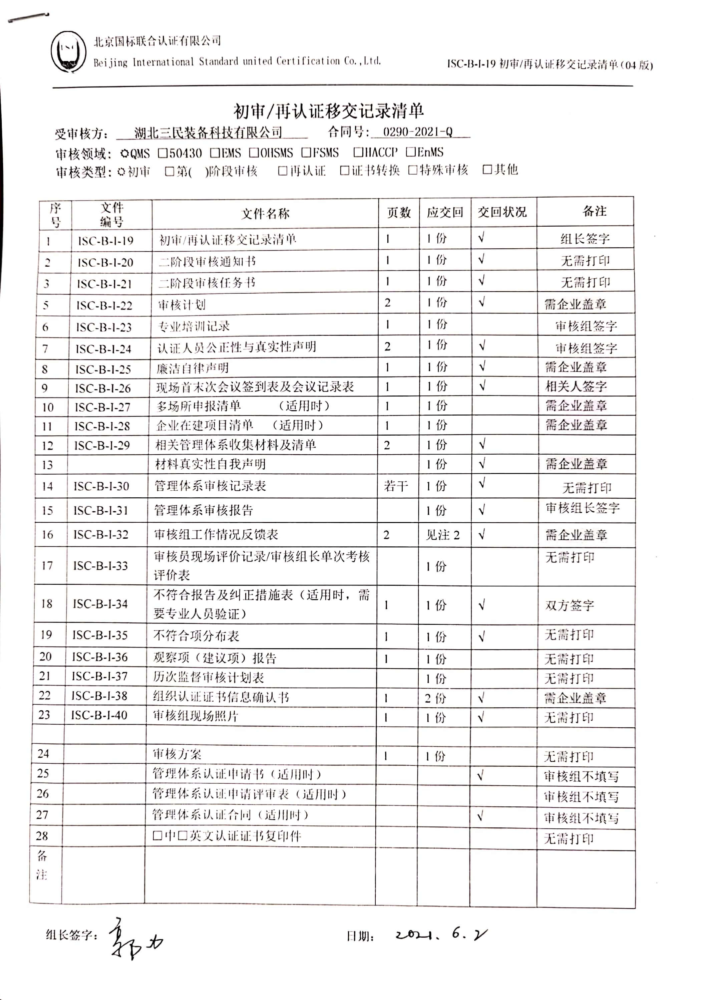 北京国标联合认证有限公司
Beijing International Standard united Certification Co.,Ltd.
ISC-B-I-19 初审/再认证移交记录清单(04 版)
初审/再认证移交记录清单
受审核方: 湖北三民装备科技有限公司 合同号: 0290-2021-Q
审核领域: ✡QMS □50430 □EMS □OHSMS □FSMS □HACCP □EnMS
审核类型: ✡初审 □第( )阶段审核 □再认证 □证书转换 □特殊审核 □其他
序号 文件编号 文件名称 页数 应交回 交回状况 备注
1 ISC-B-I-19 初审/再认证移交记录清单 1 1 份 √ 组长签字
2 ISC-B-I-20 二阶段审核通知书 1 1 份 √ 无需打印
3 ISC-B-I-21 二阶段审核任务书 1 1 份 √ 无需打印
5 ISC-B-I-22 审核计划 2 1 份 √ 需企业盖章
6 ISC-B-I-23 专业培训记录 1 1 份 审核组签字
7 ISC-B-I-24 认证人员公正性与真实性声明 2 1 份 √ 审核组签字
8 ISC-B-I-25 廉洁自律声明 1 1 份 √ 需企业盖章
9 ISC-B-I-26 现场首末次会议签到表及会议记录表 1 1 份 √ 相关人签字
10 ISC-B-I-27 多场所申报清单 （适用时） 1 1 份 需企业盖章
11 ISC-B-I-28 企业在建项目清单 （适用时） 1 1 份 需企业盖章
12 ISC-B-I-29 相关管理体系收集材料及清单 2 1 份 √
13 材料真实性自我声明 1 份 √ 需企业盖章
14 ISC-B-I-30 管理体系审核记录表 若干 1 份 √ 无需打印
15 ISC-B-I-31 管理体系审核报告 1 份 √ 审核组长签字
16 ISC-B-I-32 审核组工作情况反馈表 2 见注 2 √ 需企业盖章
17 ISC-B-I-33 审核员现场评价记录/审核组长单次考核评价表 1 份 无需打印
18 ISC-B-I-34 不符合报告及纠正措施表（适用时，需要专业人员验证） 1 1 份 √ 双方签字
19 ISC-B-I-35 不符合项分布表 1 1 份 √ 无需打印
20 ISC-B-I-36 观察项（建议项）报告 1 1 份 无需打印
21 ISC-B-I-37 历次监督审核计划表 1 份 无需打印
22 ISC-B-I-38 组织认证证书信息确认书 1 2 份 √ 需企业盖章
23 ISC-B-I-40 审核组现场照片 1 1 份 √ 无需打印
24 审核方案 1 1 份 无需打印
25 管理体系认证申请书（适用时） √ 审核组不填写
26 管理体系认证申请评审表（适用时） 审核组不填写
27 管理体系认证合同（适用时） √ 审核组不填写
28 □中□英文认证证书复印件 无需打印
备注
组长签字: 郭力 日期: 2021. 6. 2